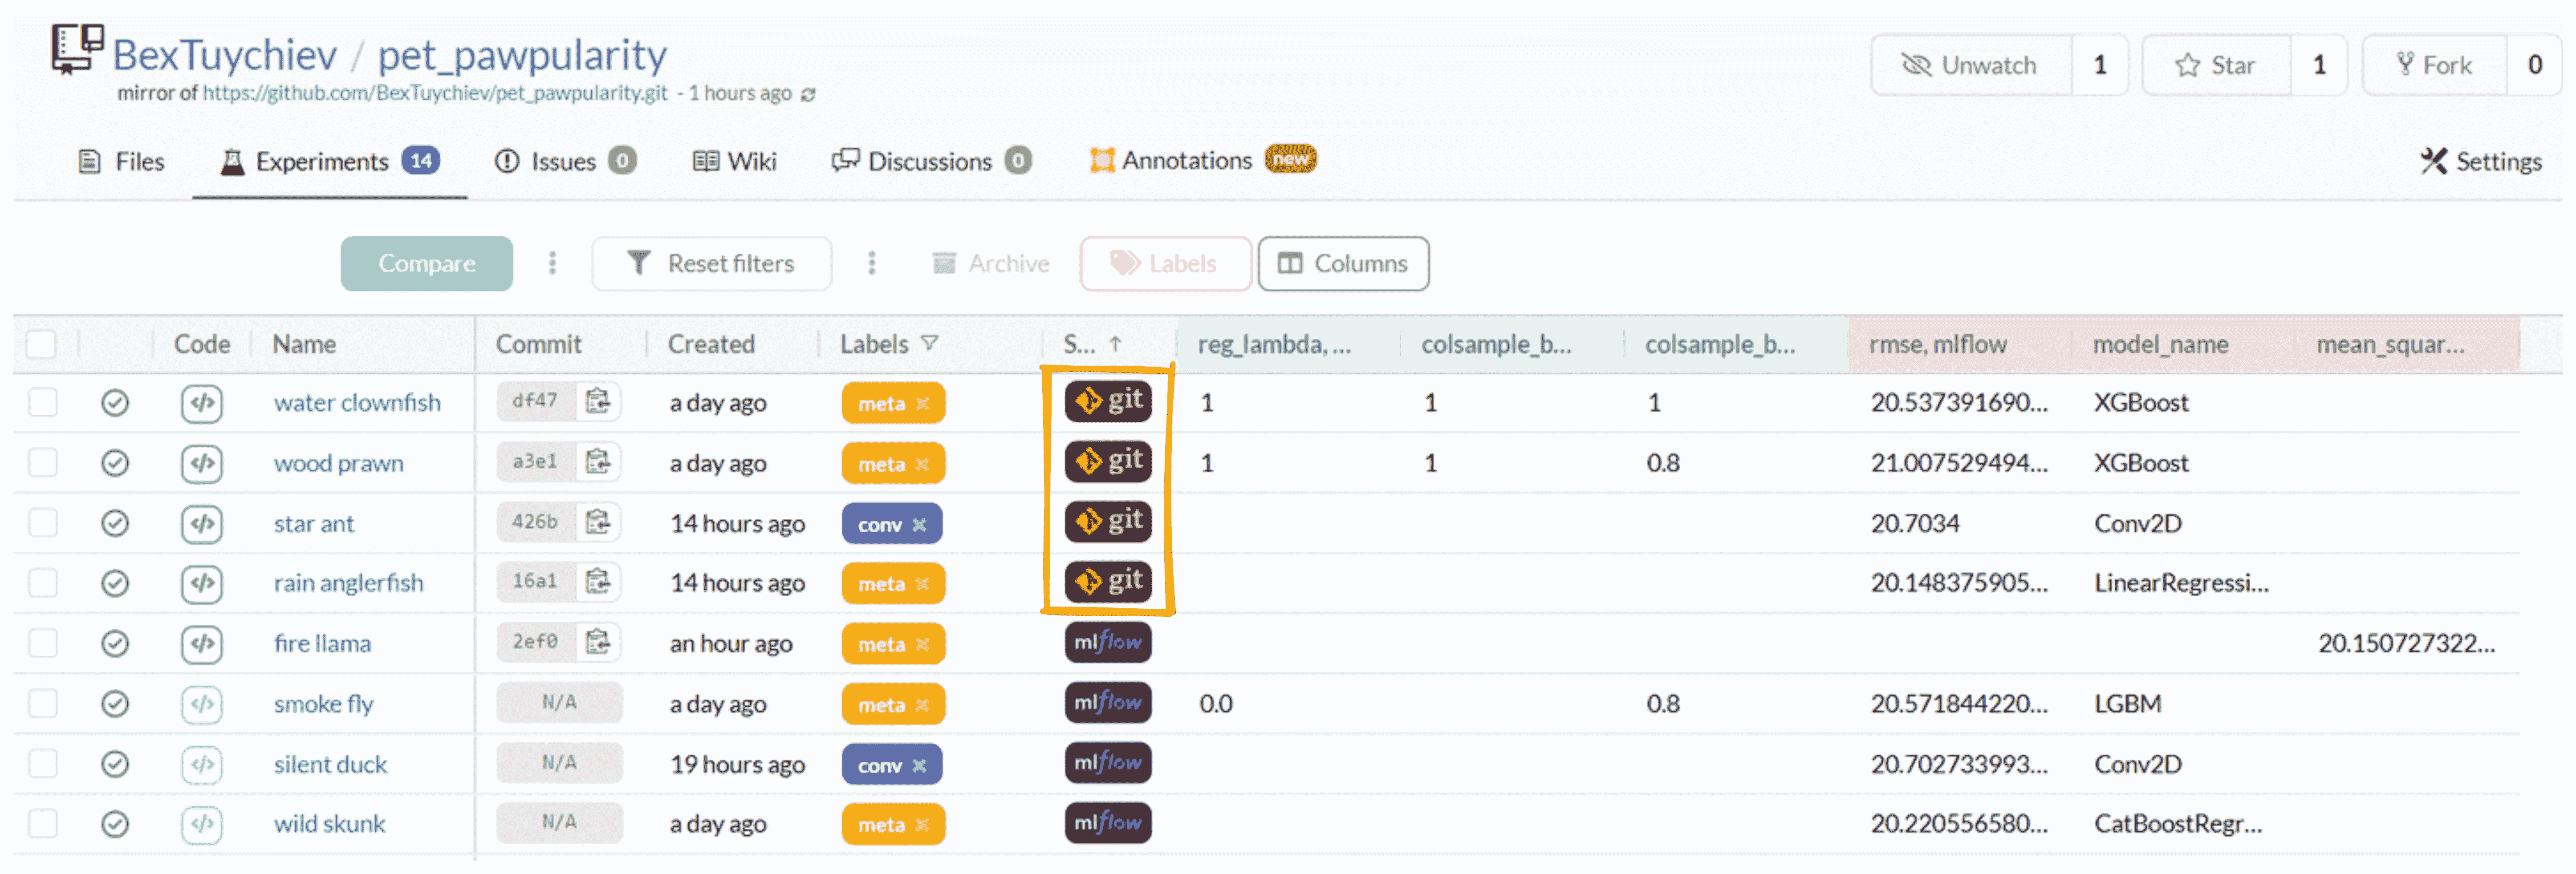 BexTuychiev / pet_pawpularity
Unwatch 1 Star 1 Fork 0
mirror of https://github.com/BexTuychiev/pet_pawpularity.git - 1 hours ago
Files Experiments 14 Issues 0 Wiki Discussions 0 Annotations new Settings
Compare Reset filters Archive Labels Columns
Code Name Commit Created Labels S... ↑ reg_lambda, ... colsample_b... colsample_b... rmse, mlflow model_name mean_squar...
water clownfish df47 a day ago meta × git 1 1 1 20.537391690... XGBoost
wood prawn a3e1 a day ago meta × git 1 1 0.8 21.007529494... XGBoost
star ant 426b 14 hours ago conv × git 20.7034 Conv2D
rain anglerfish 16a1 14 hours ago meta × git 20.148375905... LinearRegressi...
fire llama 2ef0 an hour ago meta × mlflow 20.150727322...
smoke fly N/A a day ago meta × mlflow 0.0 0.8 20.571844220... LGBM
silent duck N/A 19 hours ago conv × mlflow 20.702733993... Conv2D
wild skunk N/A a day ago meta × mlflow 20.220556580... CatBoostRegr...